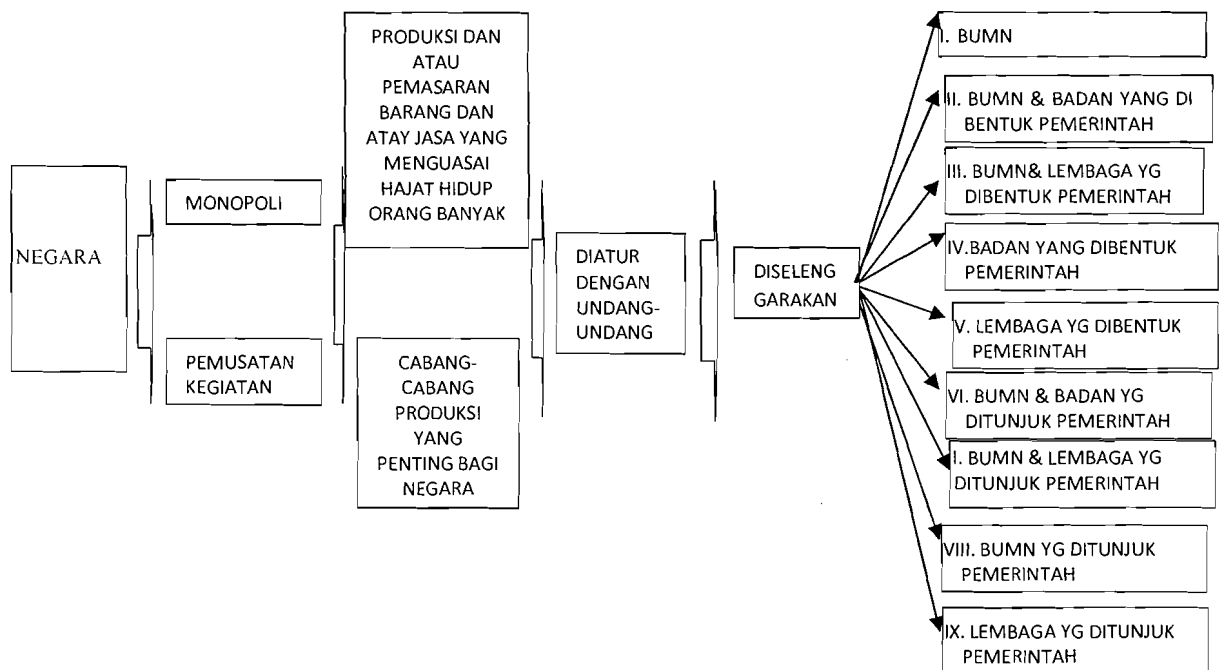 NEGARA
MONOPOLI
PEMUSATAN
KEGIATAN
PRODUKSI DAN
ATAU
PEMASARAN
BARANG DAN
ATAY JASA YANG
MENGUASAI
HAJAT HIDUP
ORANG BANYAK
CABANG-
CABANG
PRODUKSI
YANG
PENTING BAGI
NEGARA
DIATUR
DENGAN
UNDANG-
UNDANG
DISELENG
GARAKAN
I. BUMN
II. BUMN & BADAN YANG DI
BENTUK PEMERINTAH
III. BUMN& LEMBAGA YG
DIBENTUK PEMERINTAH
IV.BADAN YANG DIBENTUK
PEMERINTAH
V. LEMBAGA YG DIBENTUK
PEMERINTAH
VI. BUMN & BADAN YG
DITUNJUK PEMERINTAH
I. BUMN & LEMBAGA YG
DITUNJUK PEMERINTAH
VIII. BUMN YG DITUNJUK
PEMERINTAH
IX. LEMBAGA YG DITUNJUK
PEMERINTAH